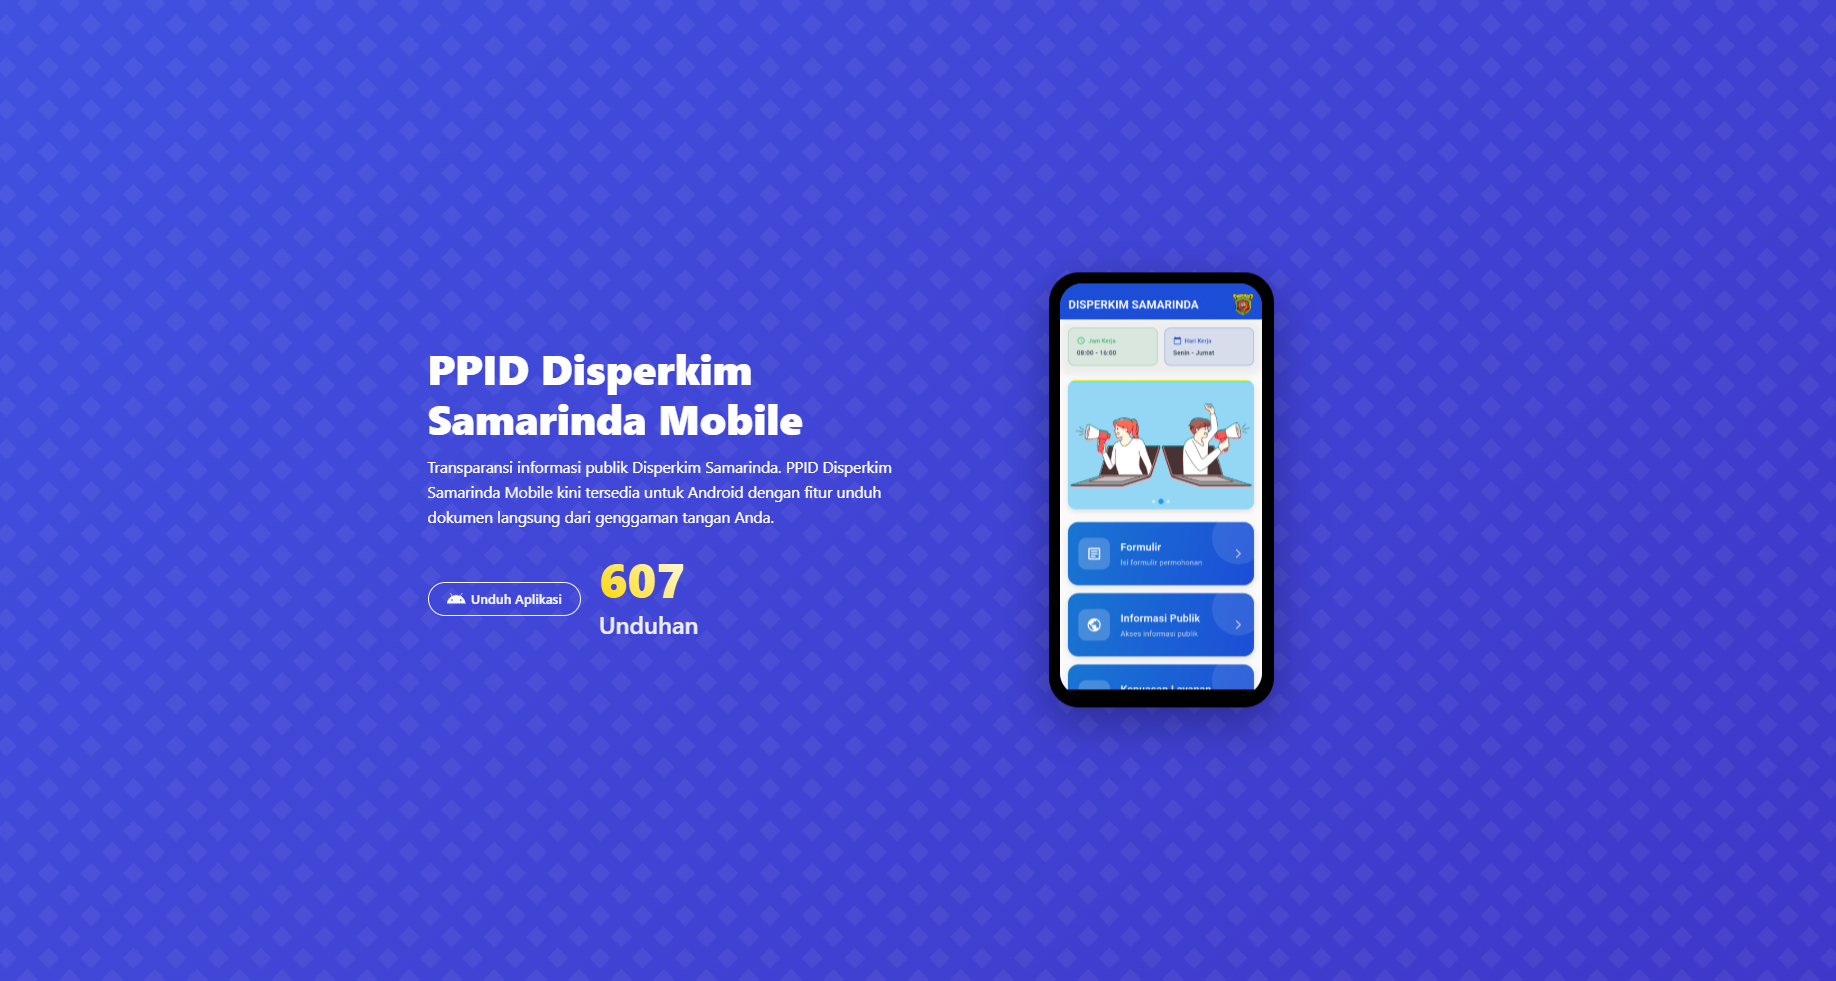 PPID Disperkim
Samarinda Mobile
Transparansi informasi publik Disperkim Samarinda. PPID Disperkim
Samarinda Mobile kini tersedia untuk Android dengan fitur unduh
dokumen langsung dari genggaman tangan Anda.
Unduh Aplikasi
607
Unduhan
DISPERKIM SAMARINDA
Jam Kerja
08:00 - 16:00
Hari Kerja
Senin - Jumat
Formulir
Isi formulir permohonan
Informasi Publik
Akses informasi publik
Kepuasan Layanan